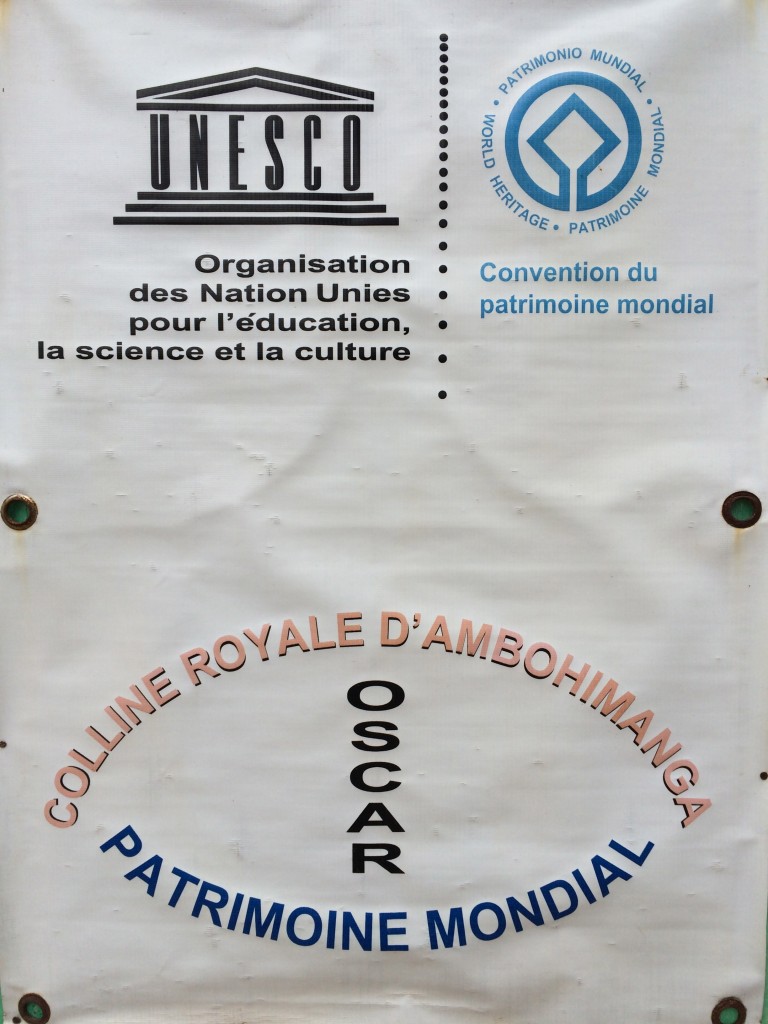 UNESCO
Organisation
des Nation Unies
pour l'éducation,
la science et la culture
PATRIMONIO MUNDIAL • WORLD HERITAGE • PATRIMOINE MONDIAL •
Convention du
patrimoine mondial
COLLINE ROYALE D'AMBOHIMANGA
OSCAR
PATRIMOINE MONDIAL